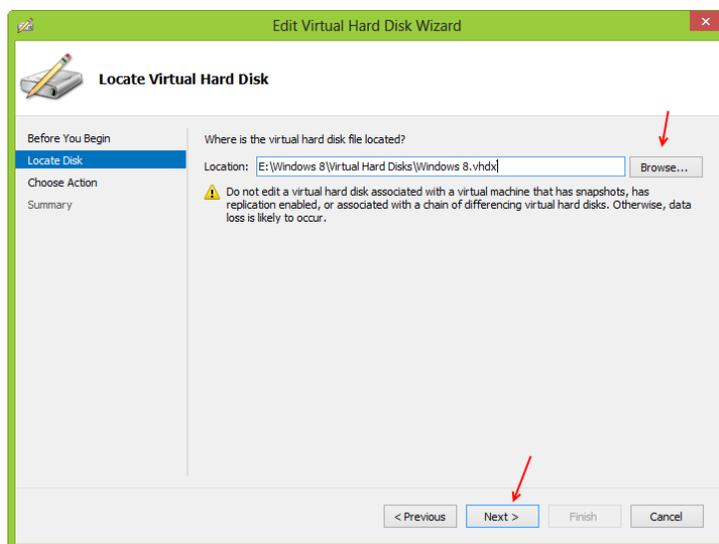 Edit Virtual Hard Disk Wizard
x
Locate Virtual Hard Disk
Before You Begin
Locate Disk
Choose Action
Summary
Where is the virtual hard disk file located?
Location: E:\Windows 8\Virtual Hard Disks\Windows 8.vhdx Browse...
Do not edit a virtual hard disk associated with a virtual machine that has snapshots, has
replication enabled, or associated with a chain of differencing virtual hard disks. Otherwise, data
loss is likely to occur.
< Previous Next > Finish Cancel